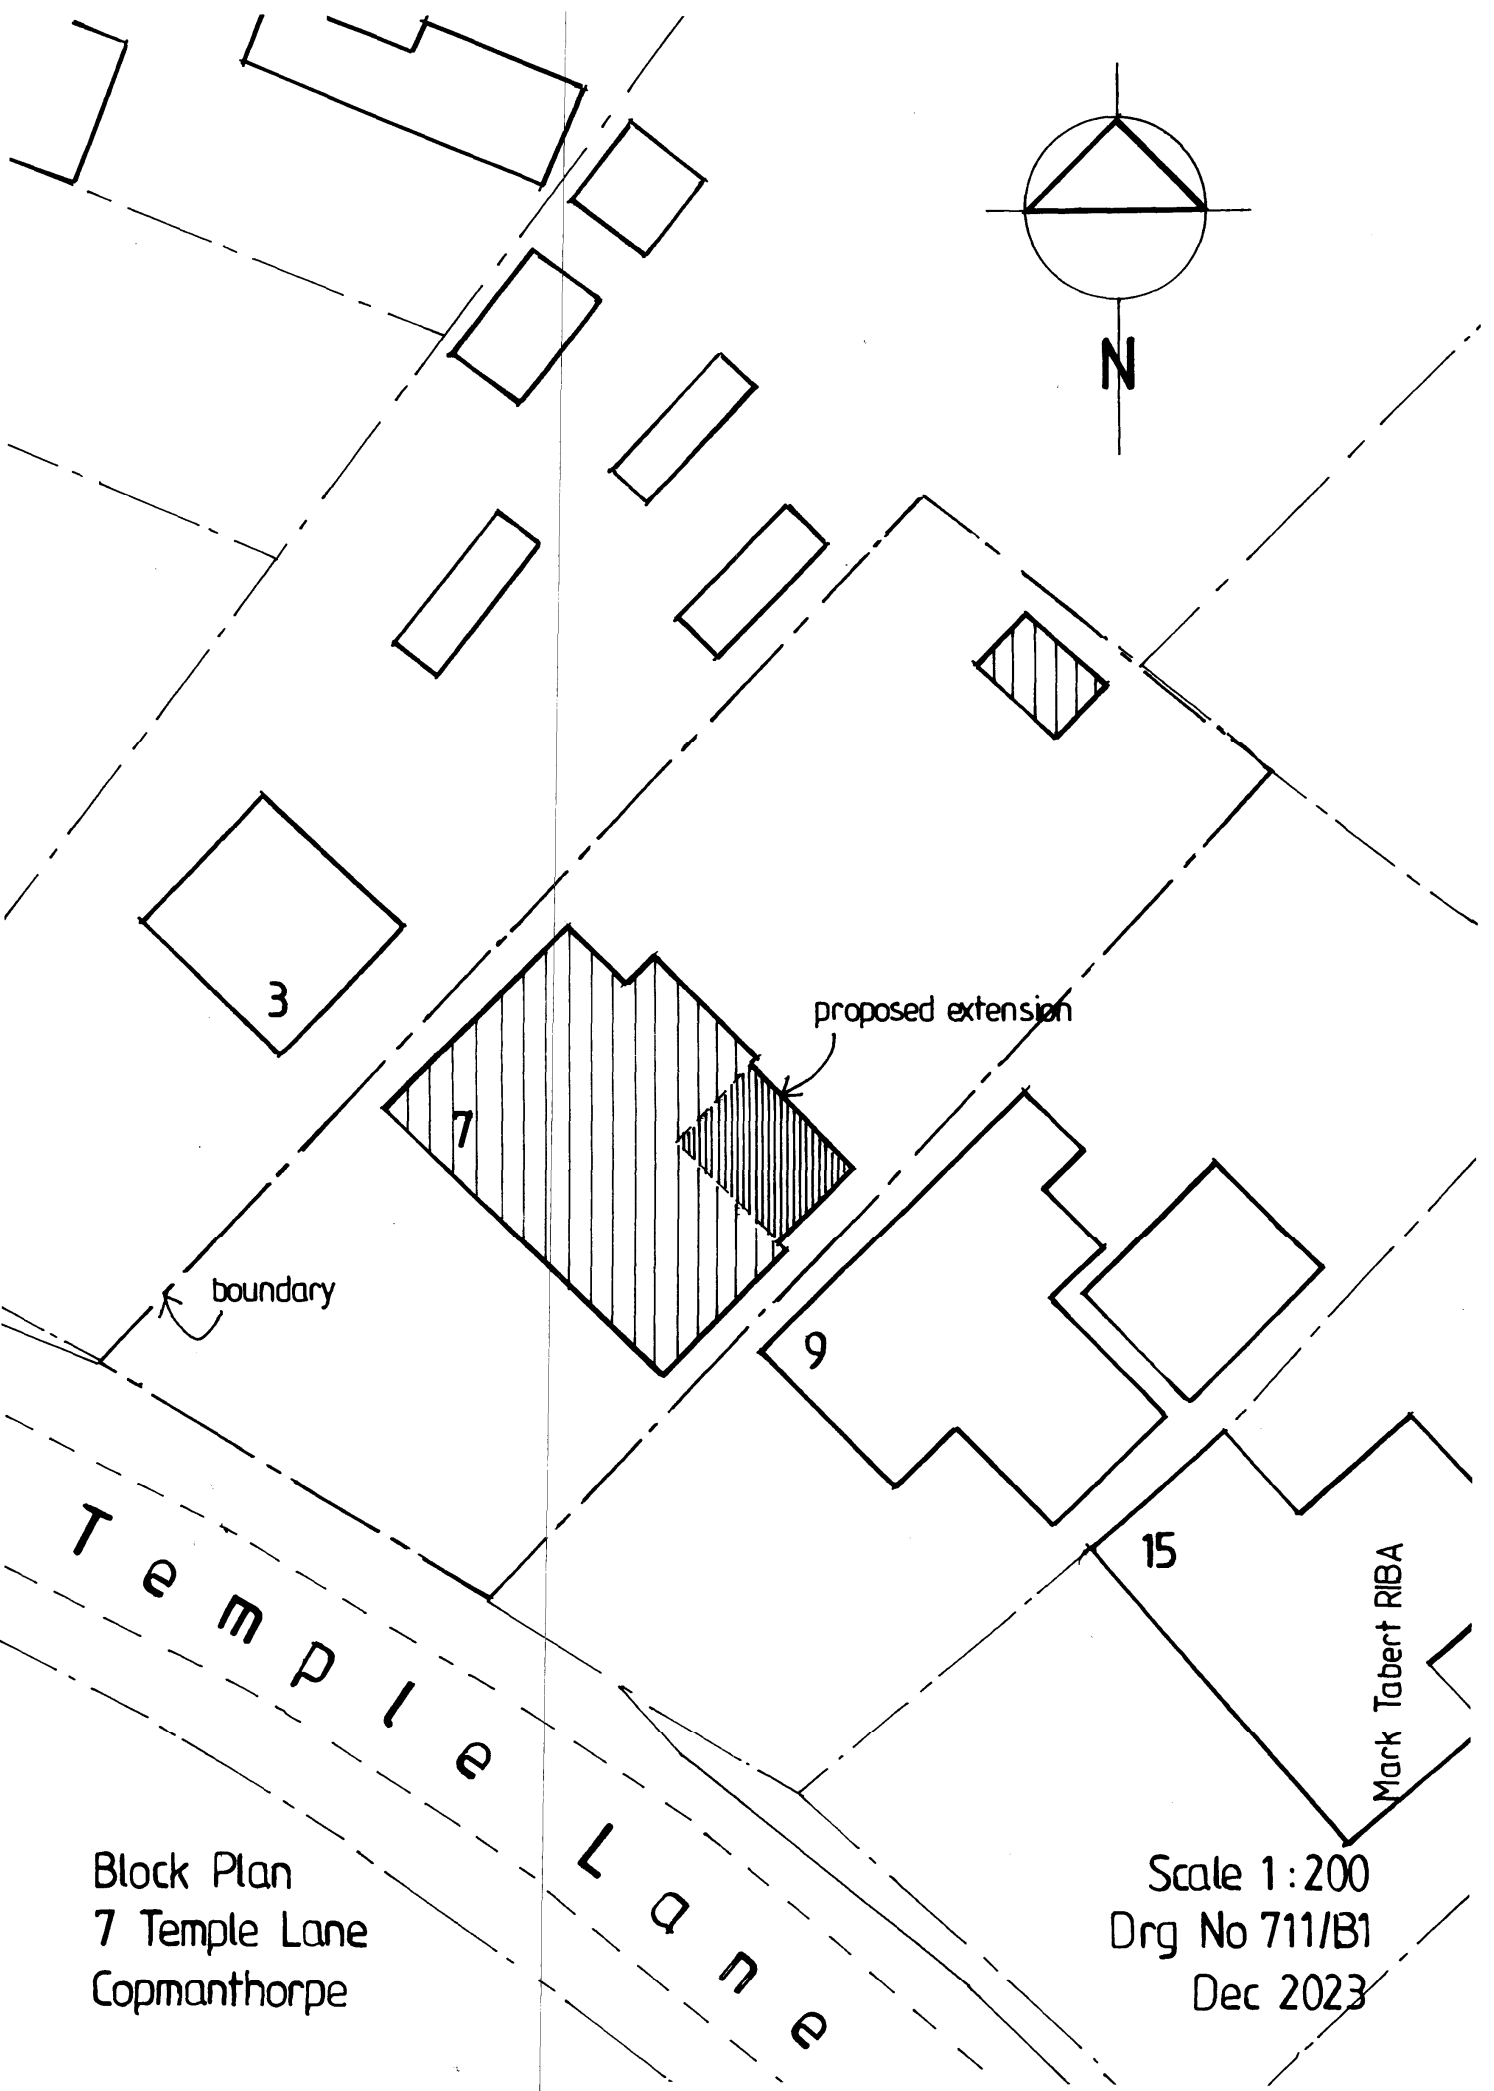 N
3
proposed extension
7
boundary
9
15
Temple Lane
Mark Tabert RIBA
Block Plan
7 Temple Lane
Copmanthorpe
Scale 1:200
Drg No 711/B1
Dec 2023